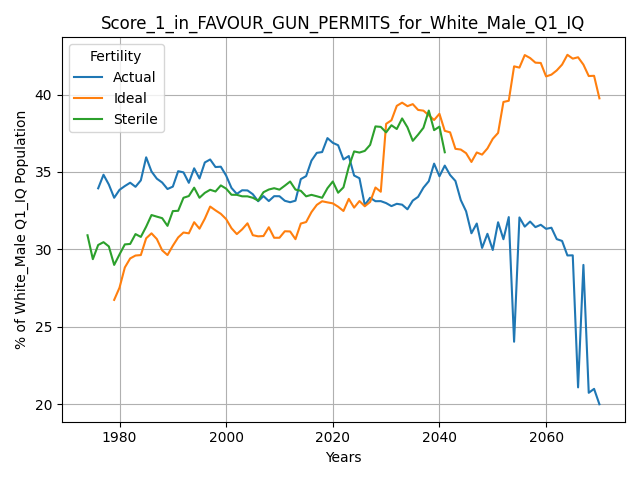 Score_1_in_FAVOUR_GUN_PERMITS_for_White_Male_Q1_IQ
Fertility
Actual
Ideal
Sterile
% of White_Male Q1_IQ Population
40
35
30
25
20
1980
2000
2020
2040
2060
Years